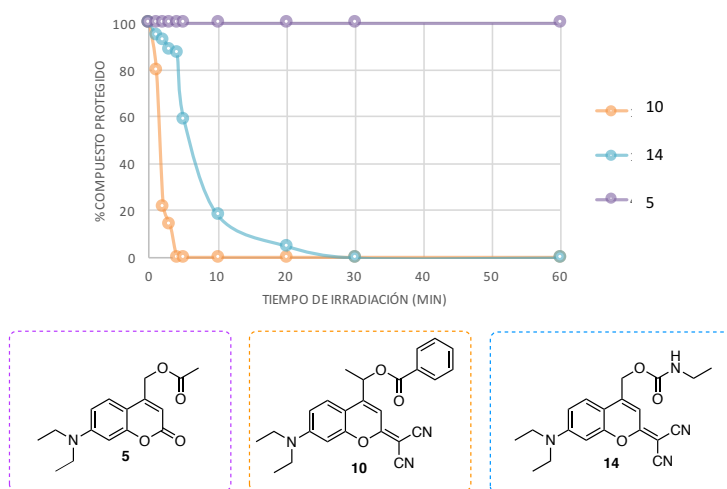 100
80
60
40
20
0
% COMPUESTO PROTEGIDO
0 10 20 30 40 50 60
TIEMPO DE IRRADIACIÓN (MIN)
10
14
5
O
O
N
O
O
5
O
O
N
O
CN
CN
10
H
O
N
O
N
O
CN
CN
14